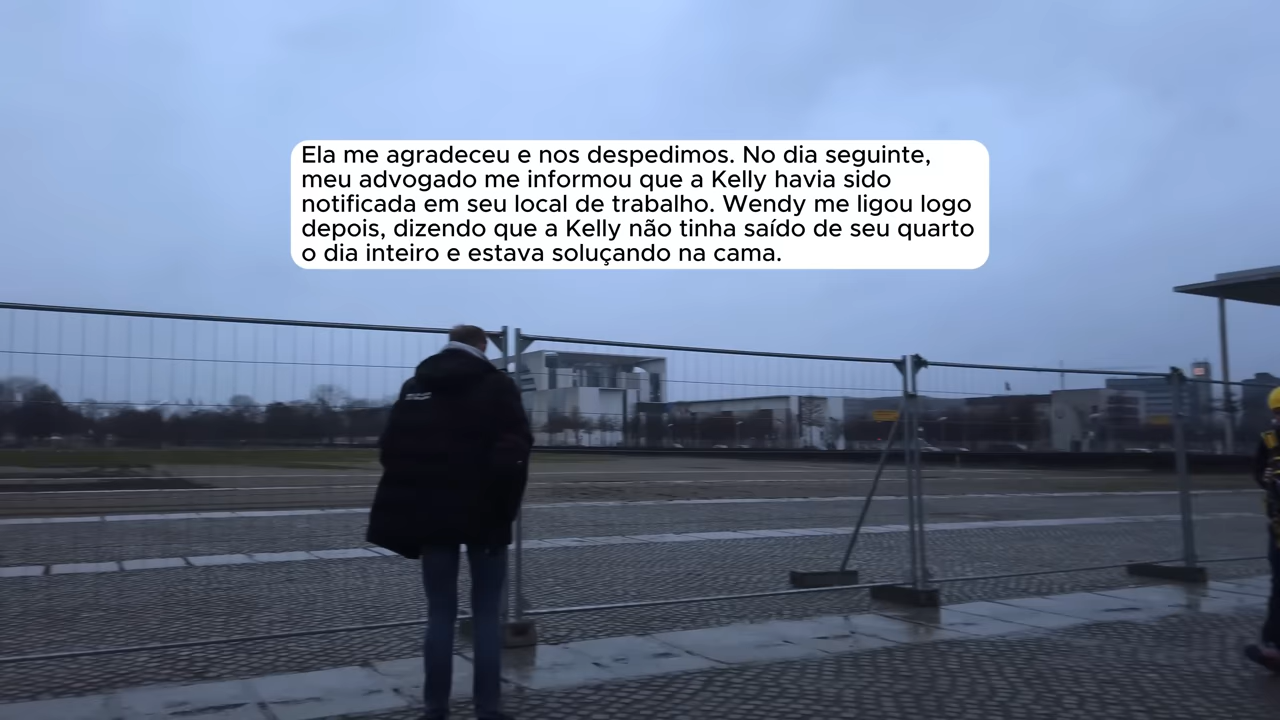 Ela me agradeceu e nos despedimos. No dia seguinte,
meu advogado me informou que a Kelly havia sido
notificada em seu local de trabalho. Wendy me ligou logo
depois, dizendo que a Kelly não tinha saído de seu quarto
o dia inteiro e estava soluçando na cama.